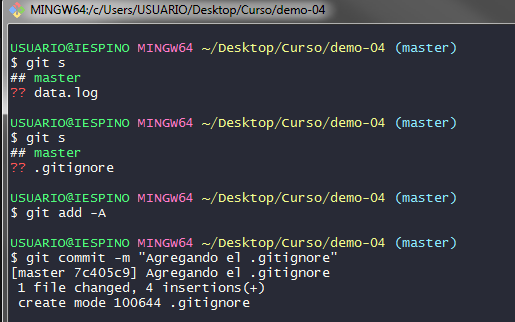 MINGW64:/c/Users/USUARIO/Desktop/Curso/demo-04
USUARIO@IESPINO MINGW64 ~/Desktop/Curso/demo-04 (master)
$ git s
## master
?? data.log
USUARIO@IESPINO MINGW64 ~/Desktop/Curso/demo-04 (master)
$ git s
## master
?? .gitignore
USUARIO@IESPINO MINGW64 ~/Desktop/Curso/demo-04 (master)
$ git add -A
USUARIO@IESPINO MINGW64 ~/Desktop/Curso/demo-04 (master)
$ git commit -m "Agregando el .gitignore"
[master 7c405c9] Agregando el .gitignore
1 file changed, 4 insertions(+)
create mode 100644 .gitignore